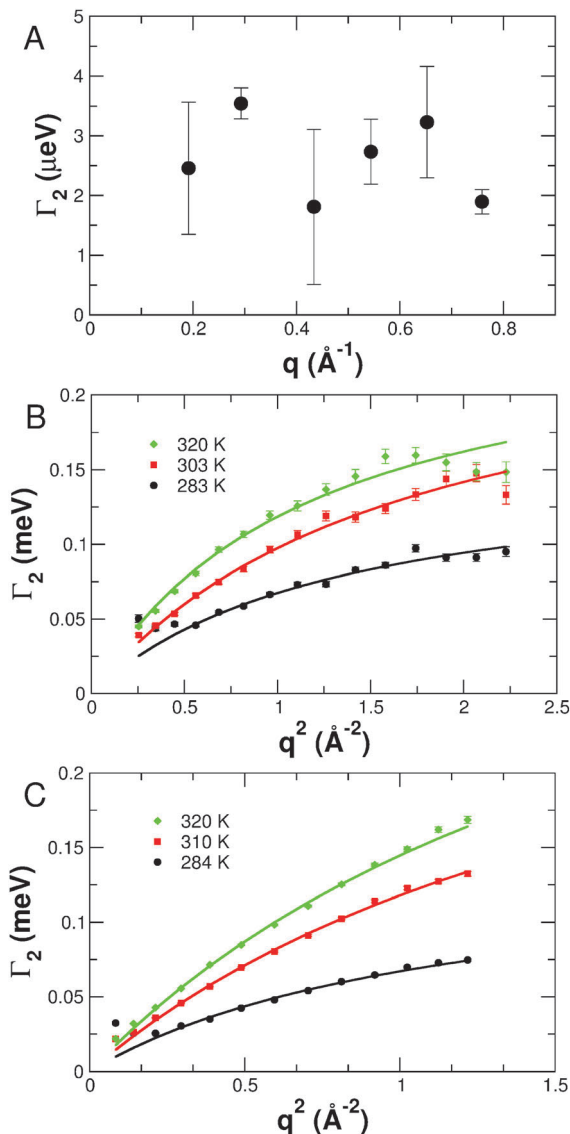 A
Γ₂ (μeV)
5
4
3
2
1
0
0 0.2 0.4 0.6 0.8
q (Å⁻¹)
B
Γ₂ (meV)
0.2
0.15
0.1
0.05
0
320 K
303 K
283 K
0 0.5 1 1.5 2 2.5
q² (Å⁻²)
C
Γ₂ (meV)
0.2
0.15
0.1
0.05
0
320 K
310 K
284 K
0 0.5 1 1.5
q² (Å⁻²)